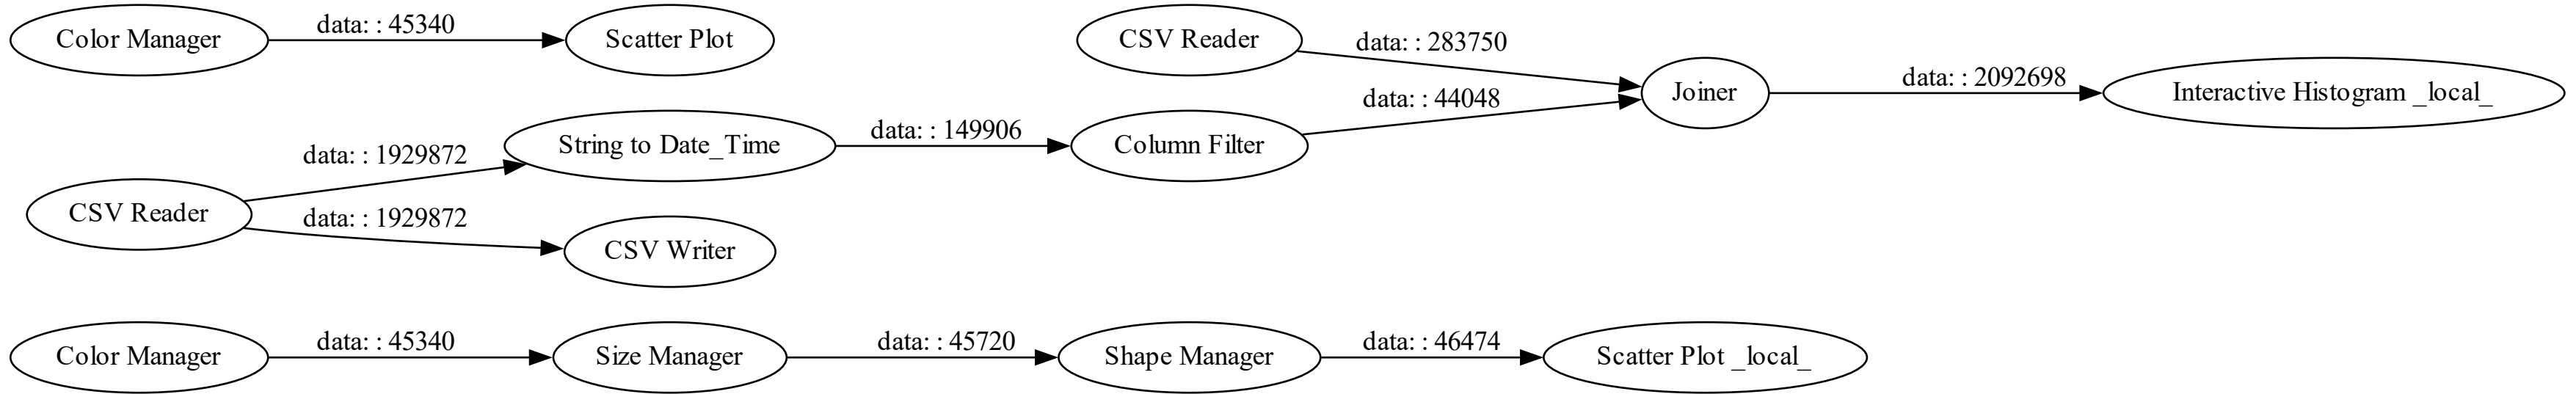 Color Manager
data: : 45340
Scatter Plot
CSV Reader
data: : 283750
data: : 44048
Joiner
data: : 2092698
Interactive Histogram _local_
CSV Reader
data: : 1929872
String to Date_Time
data: : 149906
Column Filter
data: : 1929872
CSV Writer
Color Manager
data: : 45340
Size Manager
data: : 45720
Shape Manager
data: : 46474
Scatter Plot _local_